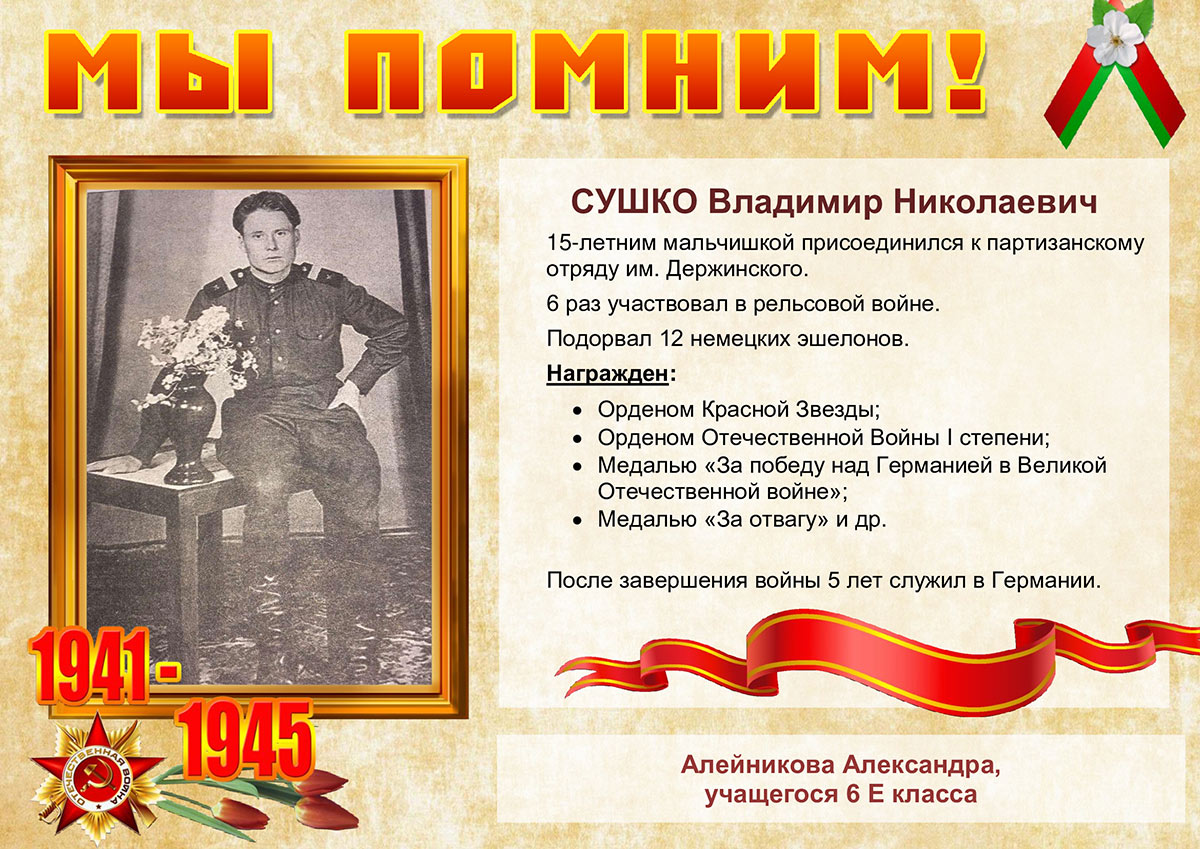 МЫ ПОМНИМ!
СУШКО Владимир Николаевич
15-летним мальчишкой присоединился к партизанскому
отряду им. Держинского.
6 раз участвовал в рельсовой войне.
Подорвал 12 немецких эшелонов.
Награжден:
• Орденом Красной Звезды;
• Орденом Отечественной Войны I степени;
• Медалью «За победу над Германией в Великой
Отечественной войне»;
• Медалью «За отвагу» и др.
После завершения войны 5 лет служил в Германии.
1941-
1945
ОТЕЧЕСТВЕННАЯ ВОЙНА
Алейникова Александра,
учащегося 6 Е класса